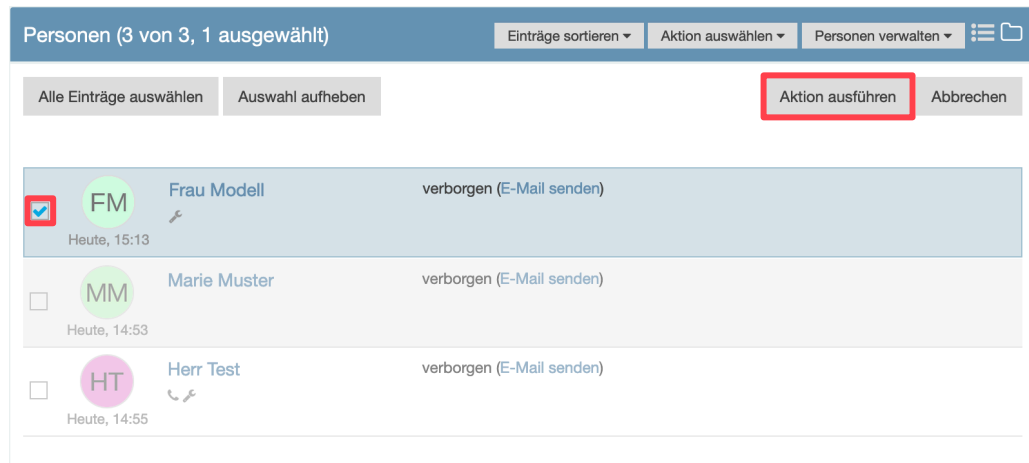 Personen (3 von 3, 1 ausgewählt) Einträge sortieren Aktion auswählen Personen verwalten
Alle Einträge auswählen Auswahl aufheben Aktion ausführen Abbrechen
FM Frau Modell verborgen (E-Mail senden)
Heute, 15:13
MM Marie Muster verborgen (E-Mail senden)
Heute, 14:53
HT Herr Test verborgen (E-Mail senden)
Heute, 14:55